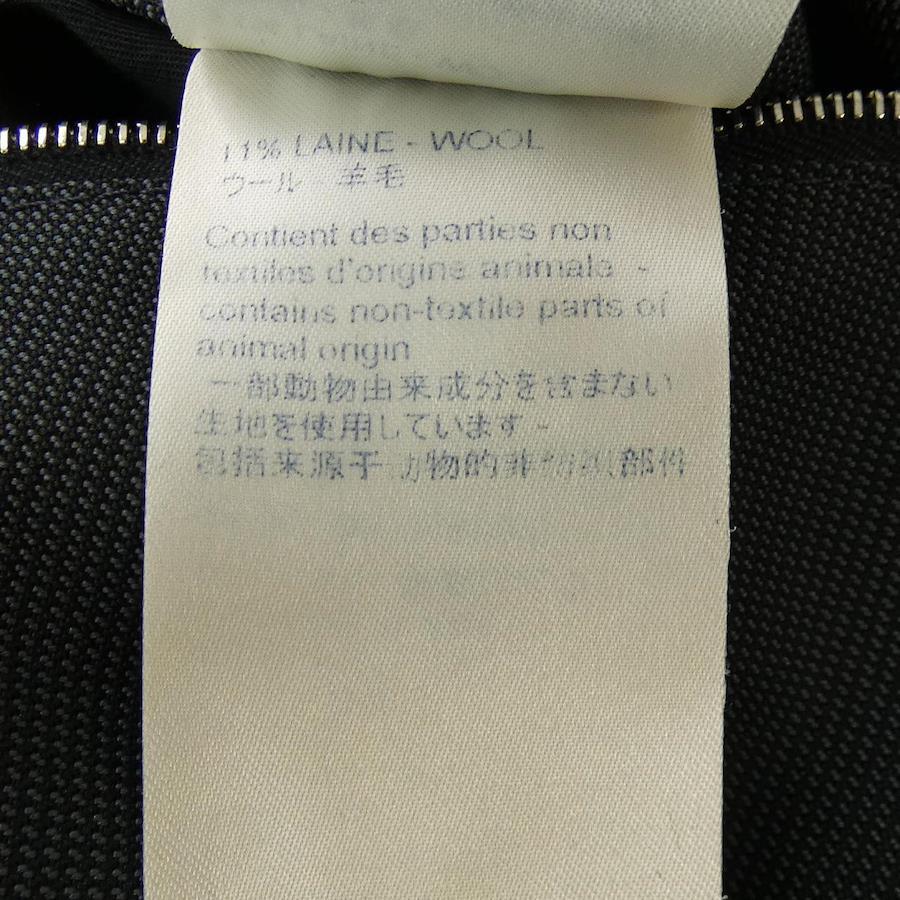 11% LAINE - WOOL
ウール 羊毛
Contient des parties non
textiles d'origine animale -
contains non-textile parts of
animal origin
一部動物由来成分を含まない
生地を使用しています -
包括来源于动物的非纺织部件